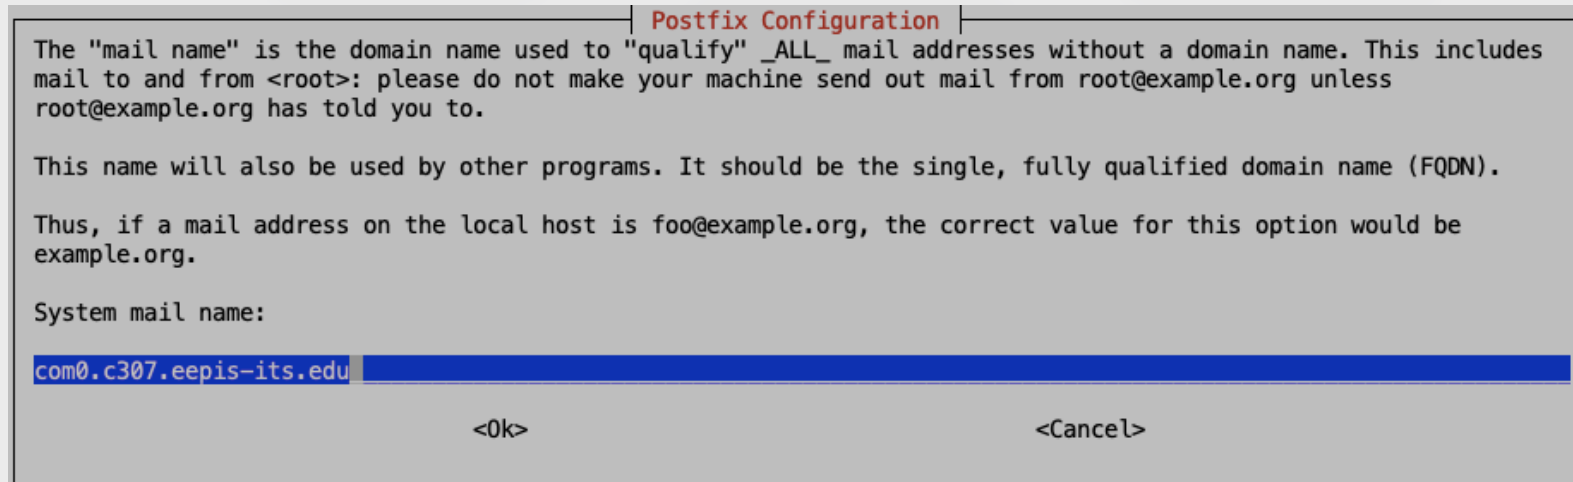 Postfix Configuration
The "mail name" is the domain name used to "qualify" _ALL_ mail addresses without a domain name. This includes
mail to and from <root>: please do not make your machine send out mail from root@example.org unless
root@example.org has told you to.
This name will also be used by other programs. It should be the single, fully qualified domain name (FQDN).
Thus, if a mail address on the local host is foo@example.org, the correct value for this option would be
example.org.
System mail name:
com0.c307.eepis-its.edu
<Ok> <Cancel>